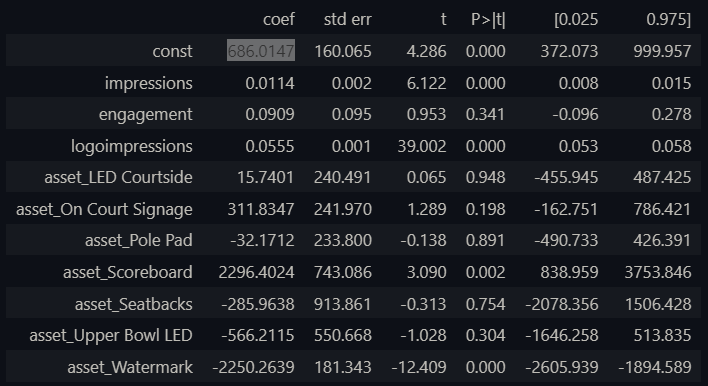 coef std err t P>|t| [0.025 0.975]
const 686.0147 160.065 4.286 0.000 372.073 999.957
impressions 0.0114 0.002 6.122 0.000 0.008 0.015
engagement 0.0909 0.095 0.953 0.341 -0.096 0.278
logoimpressions 0.0555 0.001 39.002 0.000 0.053 0.058
asset_LED Courtside 15.7401 240.491 0.065 0.948 -455.945 487.425
asset_On Court Signage 311.8347 241.970 1.289 0.198 -162.751 786.421
asset_Pole Pad -32.1712 233.800 -0.138 0.891 -490.733 426.391
asset_Scoreboard 2296.4024 743.086 3.090 0.002 838.959 3753.846
asset_Seatbacks -285.9638 913.861 -0.313 0.754 -2078.356 1506.428
asset_Upper Bowl LED -566.2115 550.668 -1.028 0.304 -1646.258 513.835
asset_Watermark -2250.2639 181.343 -12.409 0.000 -2605.939 -1894.589